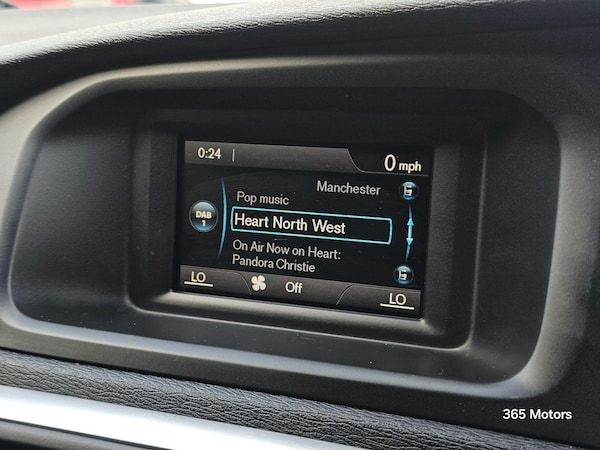 0:24
0 mph
Manchester
Pop music
DAB
1
Heart North West
On Air Now on Heart:
Pandora Christie
LO
Off
LO
365 Motors